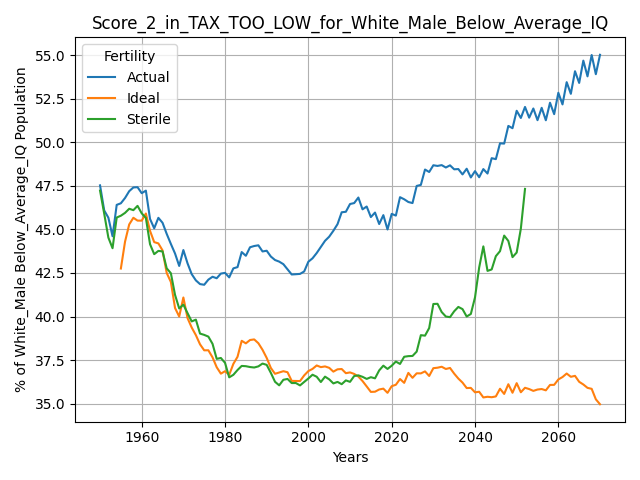 Score_2_in_TAX_TOO_LOW_for_White_Male_Below_Average_IQ
% of White_Male Below_Average_IQ Population
55.0
52.5
50.0
47.5
45.0
42.5
40.0
37.5
35.0
Fertility
Actual
Ideal
Sterile
1960
1980
2000
2020
2040
2060
Years